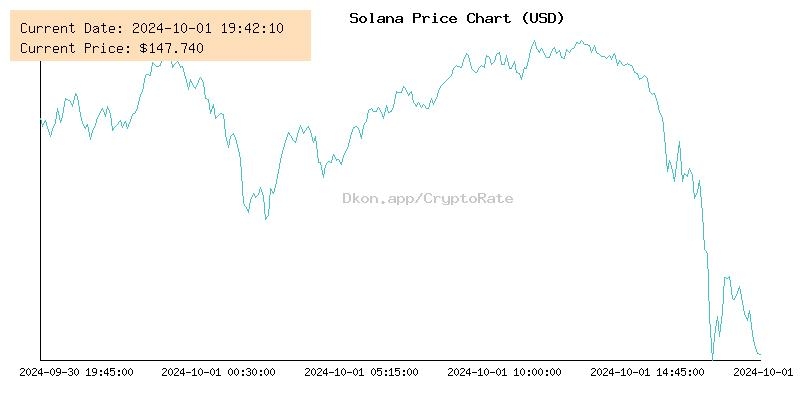 Solana Price Chart (USD)
Current Date: 2024-10-01 19:42:10
Current Price: $147.740
Dkon.app/CryptoRate
2024-09-30 19:45:00 2024-10-01 00:30:00 2024-10-01 05:15:00 2024-10-01 10:00:00 2024-10-01 14:45:00 2024-10-01